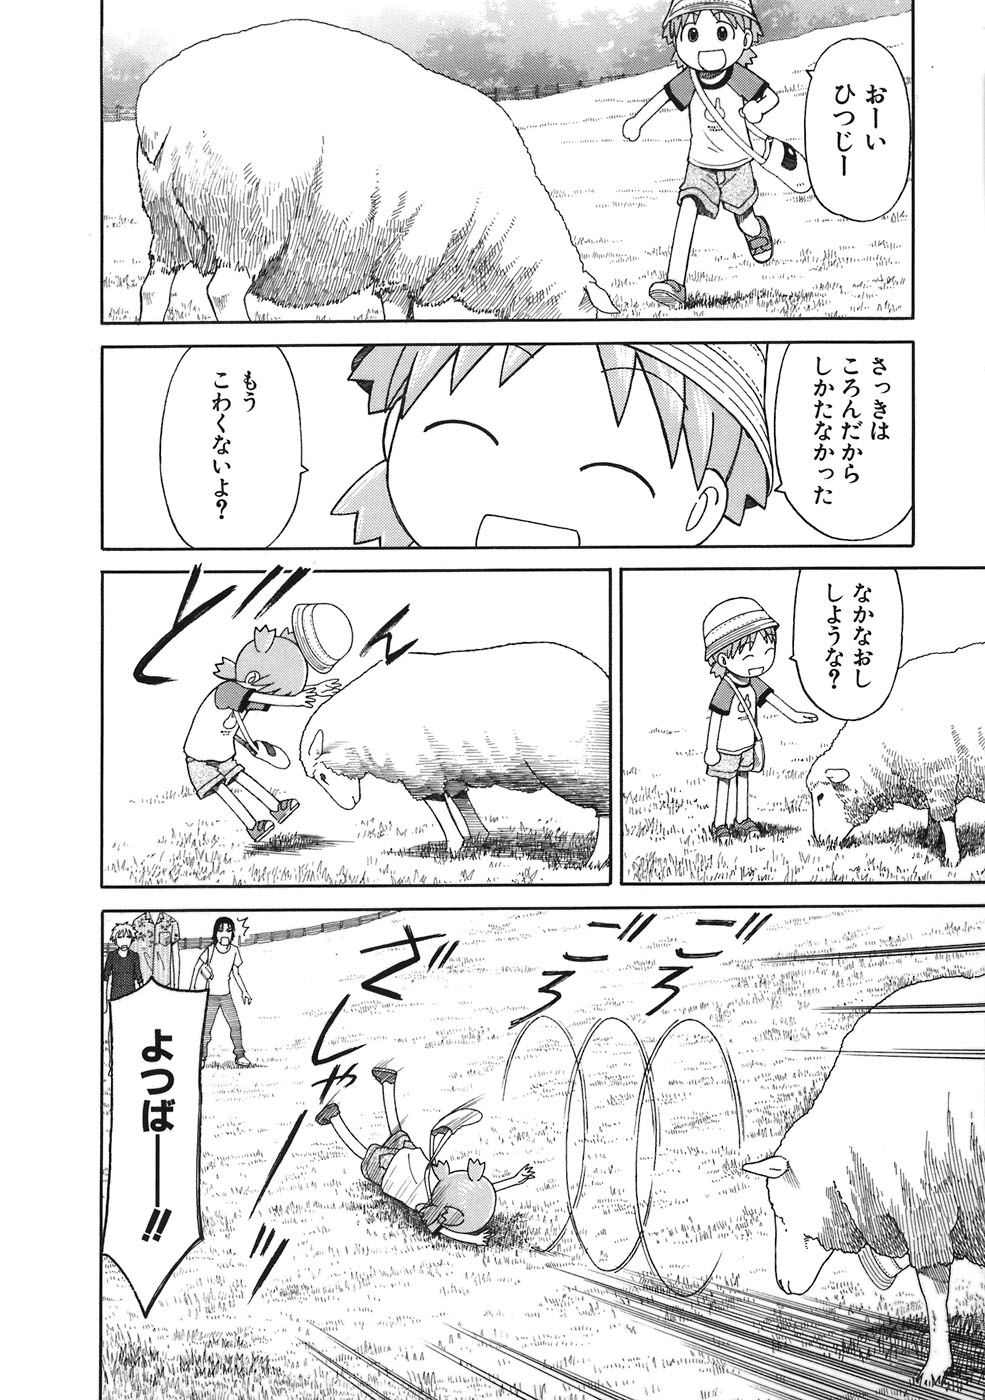 おーい
ひつじー
さっきは
ころんだから
しかたなかった
もう
こわくないよ？
なかなおし
しような？
どーん
ごろ
ごろ
ざしゃーっ
よつばーー!!